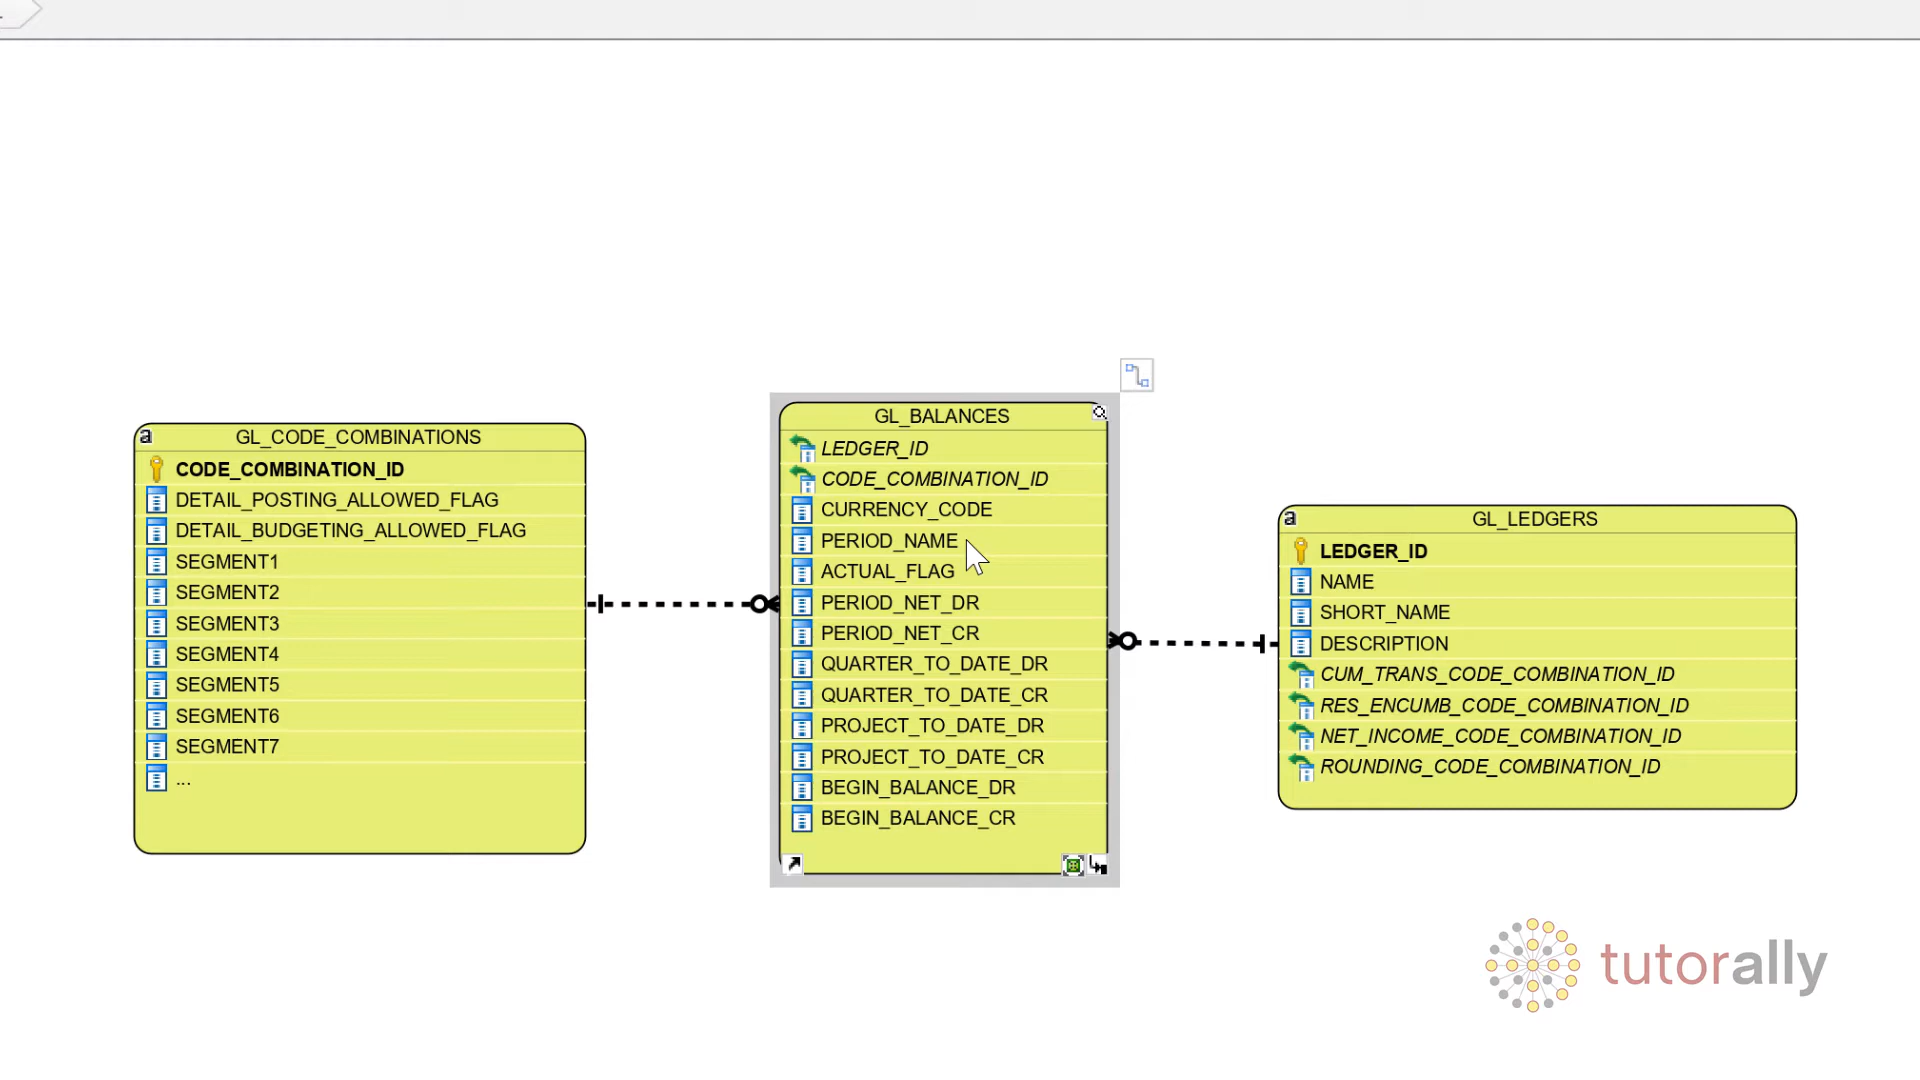 GL_CODE_COMBINATIONS
CODE_COMBINATION_ID
DETAIL_POSTING_ALLOWED_FLAG
DETAIL_BUDGETING_ALLOWED_FLAG
SEGMENT1
SEGMENT2
SEGMENT3
SEGMENT4
SEGMENT5
SEGMENT6
SEGMENT7
...
GL_BALANCES
LEDGER_ID
CODE_COMBINATION_ID
CURRENCY_CODE
PERIOD_NAME
ACTUAL_FLAG
PERIOD_NET_DR
PERIOD_NET_CR
QUARTER_TO_DATE_DR
QUARTER_TO_DATE_CR
PROJECT_TO_DATE_DR
PROJECT_TO_DATE_CR
BEGIN_BALANCE_DR
BEGIN_BALANCE_CR
GL_LEDGERS
LEDGER_ID
NAME
SHORT_NAME
DESCRIPTION
CUM_TRANS_CODE_COMBINATION_ID
RES_ENCUMB_CODE_COMBINATION_ID
NET_INCOME_CODE_COMBINATION_ID
ROUNDING_CODE_COMBINATION_ID
tutorally